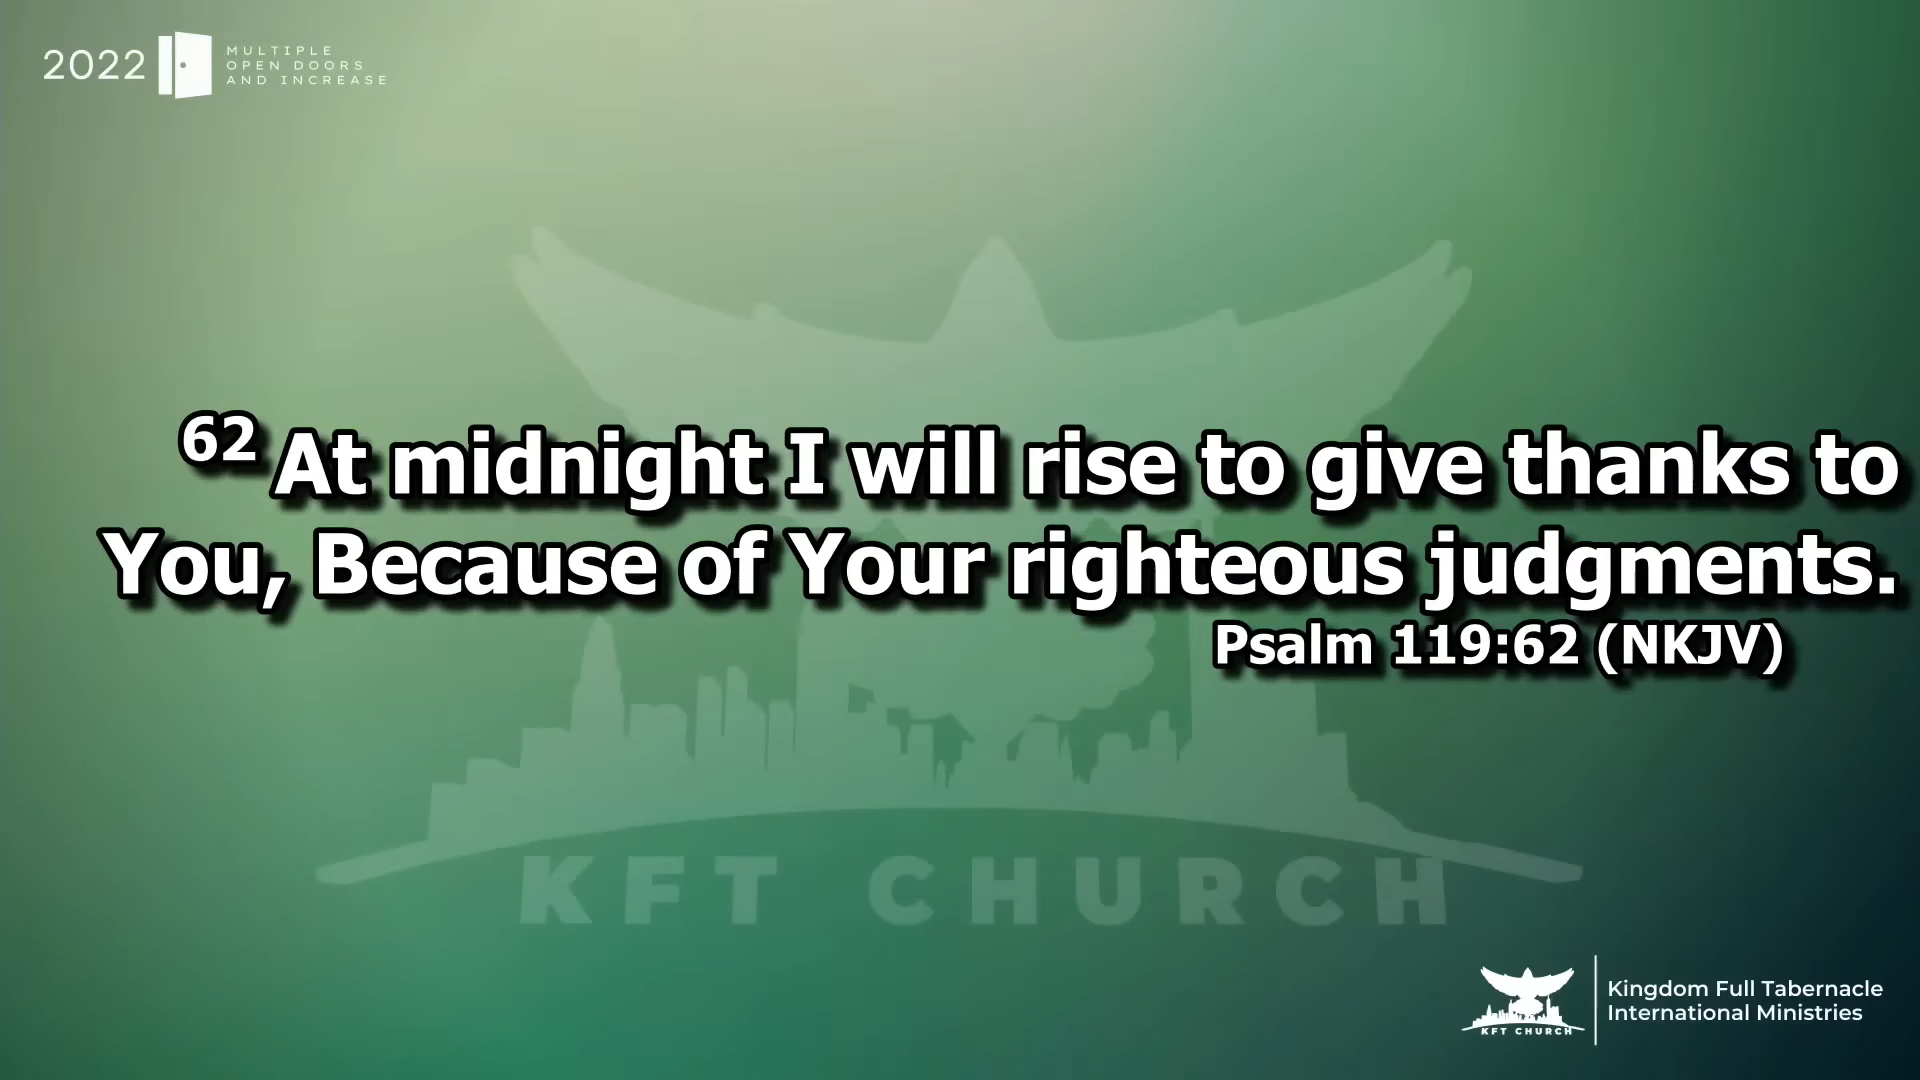 2022
MULTIPLE
OPEN DOORS
AND INCREASE
62 At midnight I will rise to give thanks to
You, Because of Your righteous judgments.
Psalm 119:62 (NKJV)
KFT CHURCH
KFT CHURCH
Kingdom Full Tabernacle
International Ministries